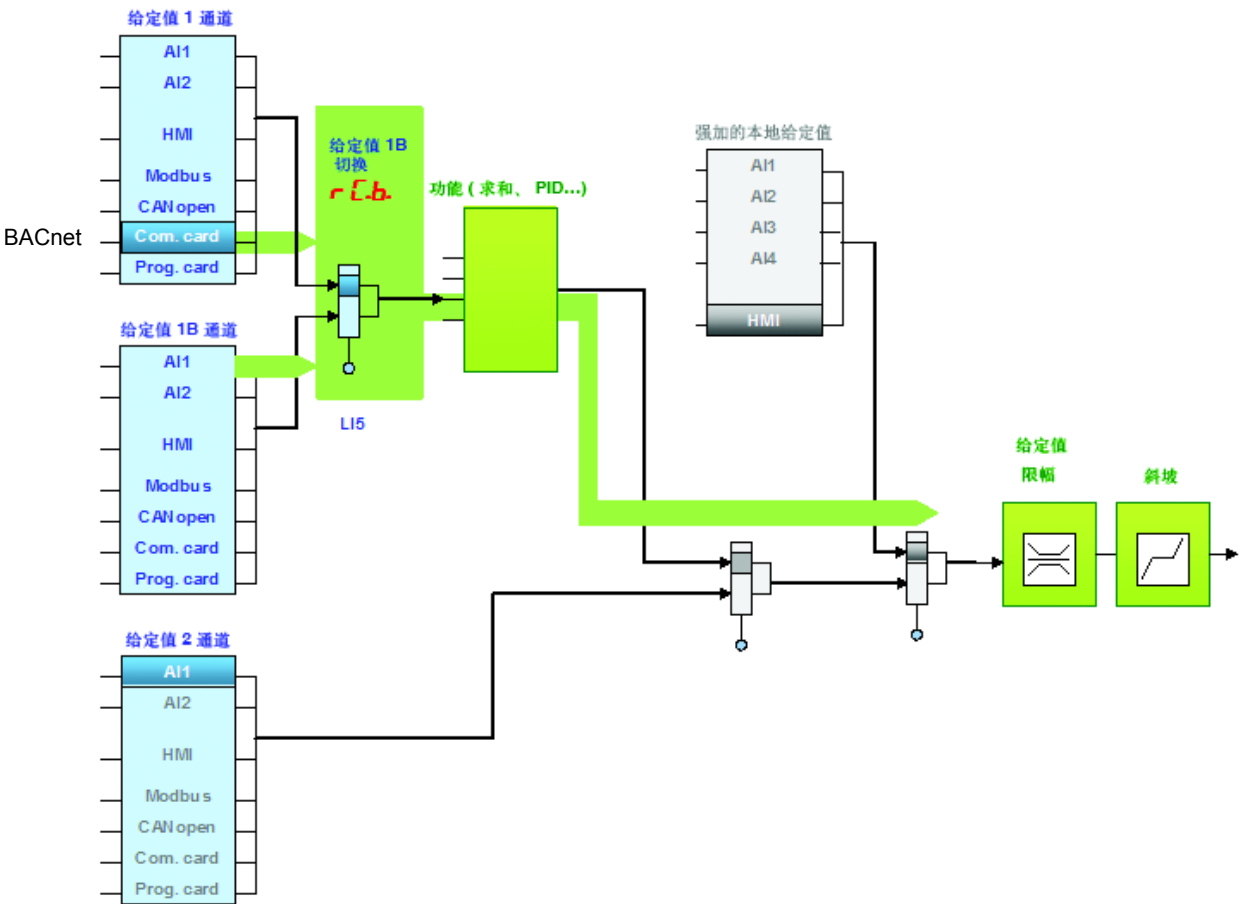 给定值 1 通道
AI1
AI2
HMI
Modbus
CANopen
BACnet
Com. card
Prog. card
给定值 1B
切换
rCb.
LI5
功能 ( 求和、 PID...)
强加的本地给定值
AI1
AI2
AI3
AI4
HMI
给定值 1B 通道
AI1
AI2
HMI
Modbus
CANopen
Com. card
Prog. card
给定值
限幅
斜坡
给定值 2 通道
AI1
AI2
HMI
Modbus
CANopen
Com. card
Prog. card